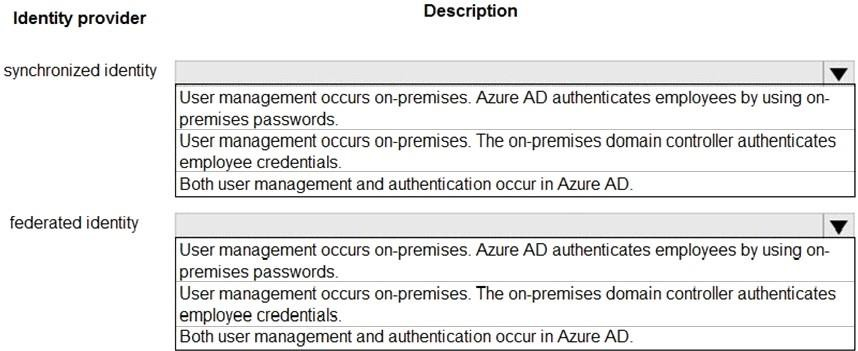 Identity provider
Description
synchronized identity
User management occurs on-premises. Azure AD authenticates employees by using on-
premises passwords.
User management occurs on-premises. The on-premises domain controller authenticates
employee credentials.
Both user management and authentication occur in Azure AD.
federated identity
User management occurs on-premises. Azure AD authenticates employees by using on-
premises passwords.
User management occurs on-premises. The on-premises domain controller authenticates
employee credentials.
Both user management and authentication occur in Azure AD.